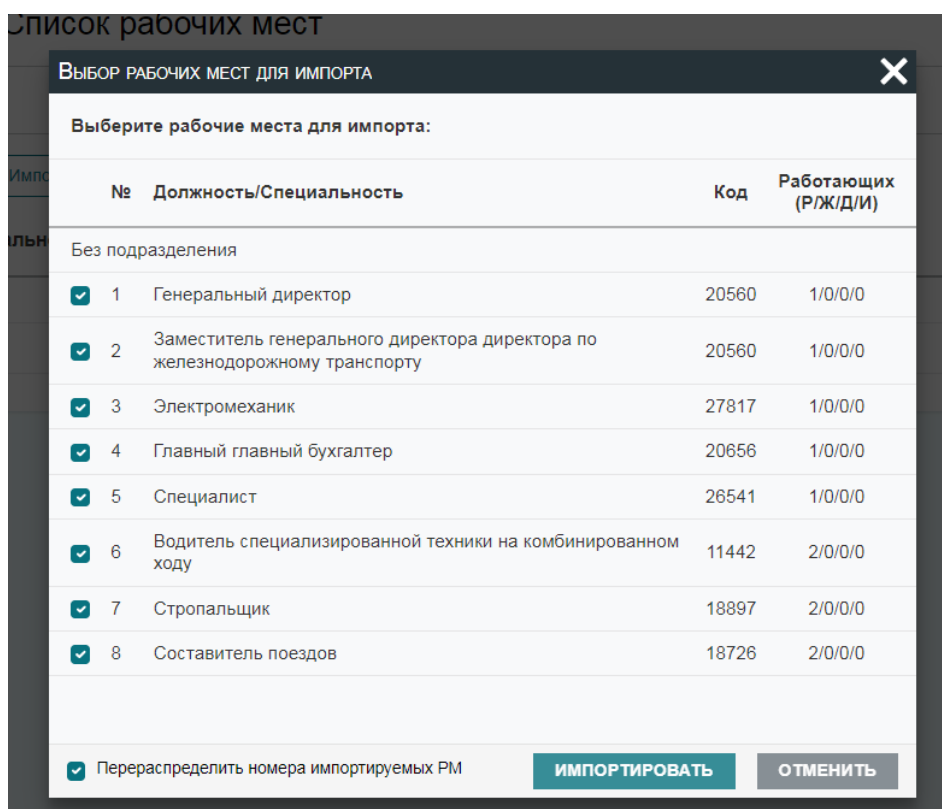 Список рабочих мест
Выбор рабочих мест для импорта
Выберите рабочие места для импорта:
№ Должность/Специальность Код Работающих
(Р/Ж/Д/И)
Без подразделения
1 Генеральный директор 20560 1/0/0/0
2 Заместитель генерального директора директора по
железнодорожному транспорту 20560 1/0/0/0
3 Электромеханик 27817 1/0/0/0
4 Главный главный бухгалтер 20656 1/0/0/0
5 Специалист 26541 1/0/0/0
6 Водитель специализированной техники на комбинированном
ходу 11442 2/0/0/0
7 Стропальщик 18897 2/0/0/0
8 Составитель поездов 18726 2/0/0/0
Перераспределить номера импортируемых РМ ИМПОРТИРОВАТЬ ОТМЕНИТЬ